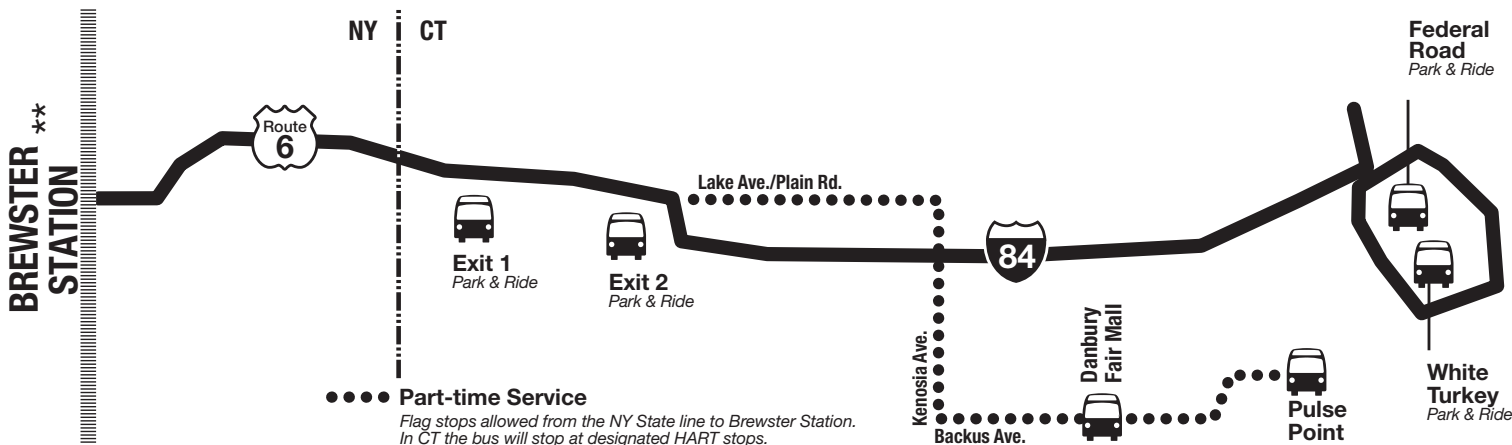 NY CT
BREWSTER **
STATION
Route
6
Exit 1
Park & Ride
Exit 2
Park & Ride
Lake Ave./Plain Rd.
84
Federal
Road
Park & Ride
Kenosia Ave.
Danbury
Fair Mall
Backus Ave.
Pulse
Point
White
Turkey
Park & Ride
Part-time Service
Flag stops allowed from the NY State line to Brewster Station.
In CT the bus will stop at designated HART stops.